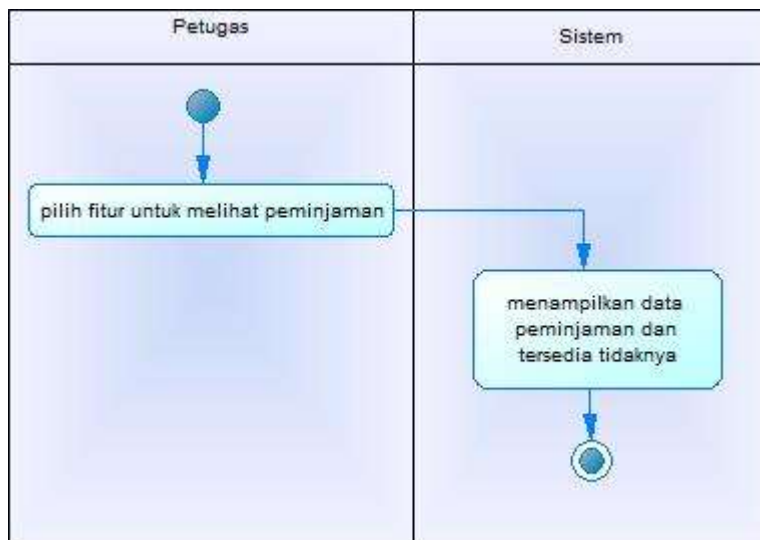 Petugas
Sistem
pilih fitur untuk melihat peminjaman
menampilkan data
peminjaman dan
tersedia tidaknya